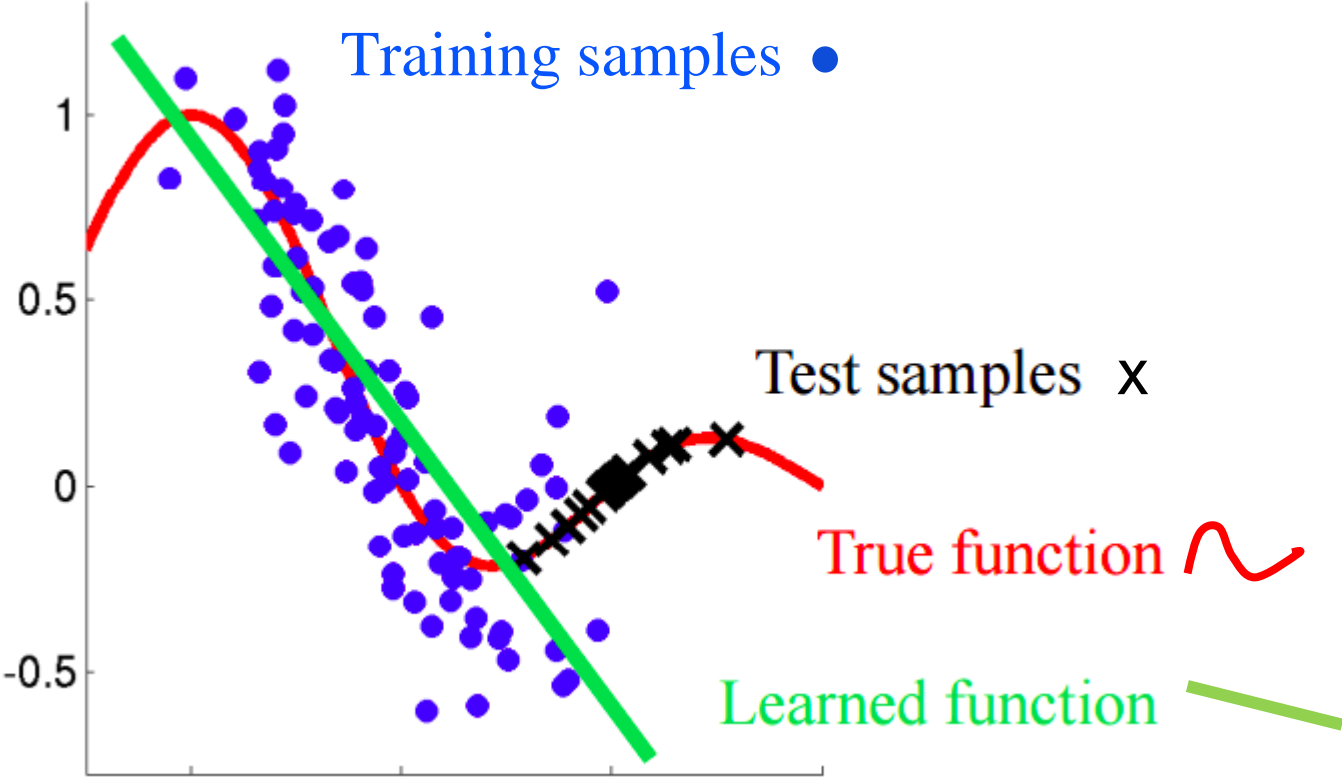 Training samples
1
0.5
Test samples x
0
True function
-0.5
Learned function